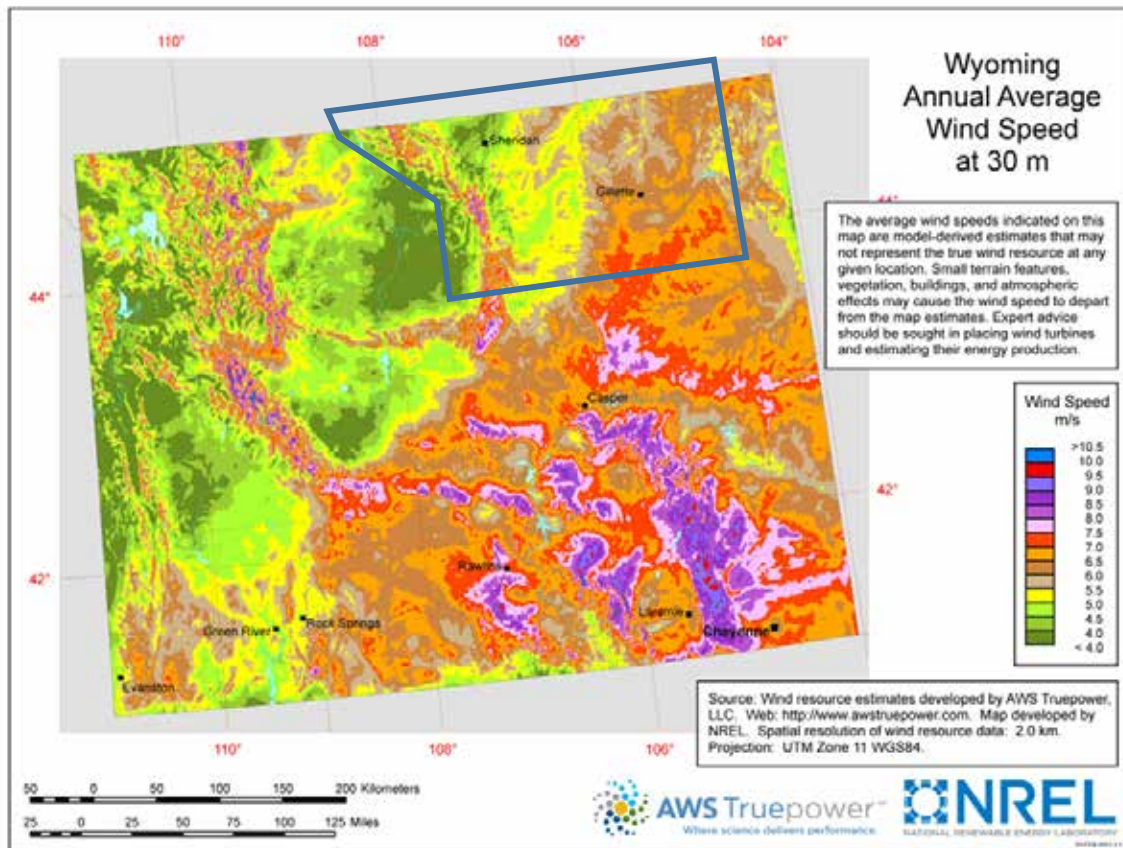 110°
108°
106°
104°
Wyoming
Annual Average
Wind Speed
at 30 m
Sheridan
Gillette
44°
The average wind speeds indicated on this
map are model-derived estimates that may
not represent the true wind resource at any
given location. Small terrain features,
vegetation, buildings, and atmospheric
effects may cause the wind speed to depart
from the map estimates. Expert advice
should be sought in placing wind turbines
and estimating their energy production.
44°
Casper
Wind Speed
m/s
>10.5
10.0
9.5
9.0
8.5
8.0
7.5
7.0
6.5
6.0
5.5
5.0
4.5
4.0
< 4.0
42°
Rawlins
42°
Laramie
Cheyenne
Rock Springs
Green River
Evanston
Source: Wind resource estimates developed by AWS Truepower,
LLC. Web: http://www.awstruepower.com. Map developed by
NREL. Spatial resolution of wind resource data: 2.0 km.
Projection: UTM Zone 11 WGS84.
110°
108°
106°
50 0 50 100 150 200 Kilometers
25 0 25 50 75 100 125 Miles
AWS Truepower™
Where science delivers performance.
NREL
NATIONAL RENEWABLE ENERGY LABORATORY